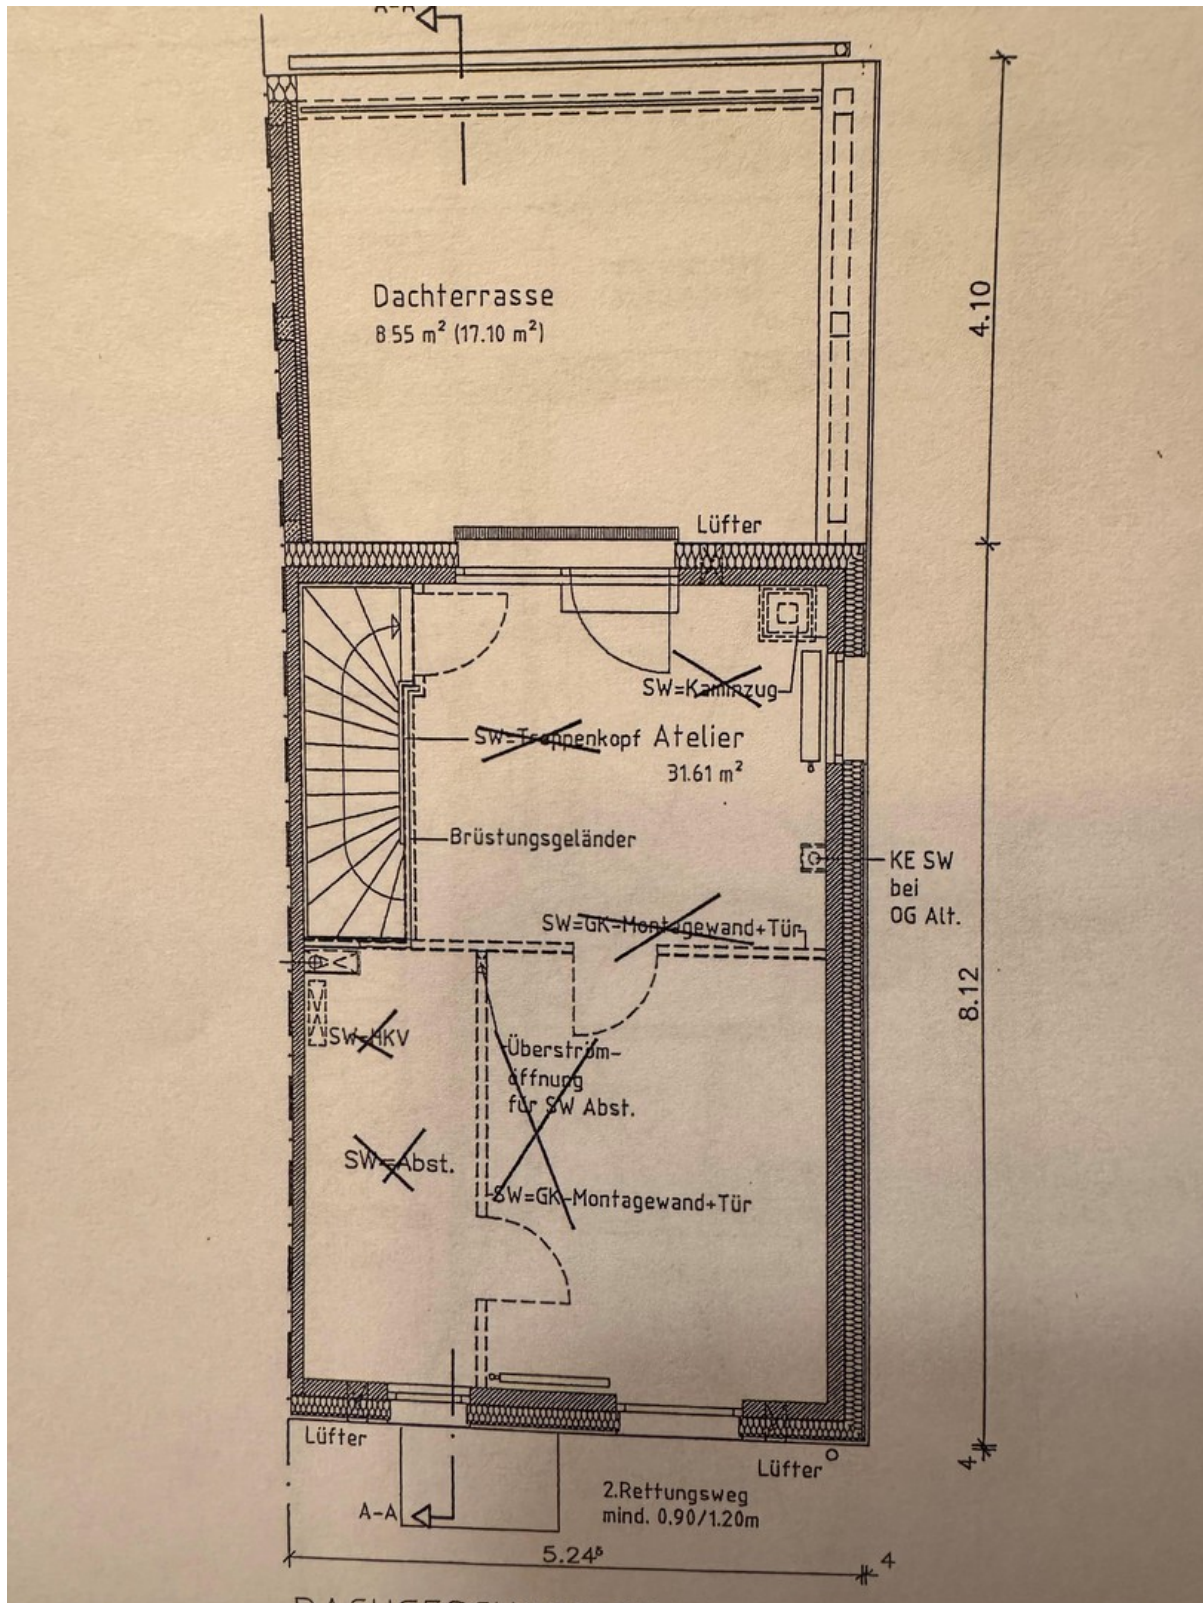 A-A
Dachterrasse
8.55 m² (17.10 m²)
4.10
Lüfter
SW=Kaminzug
SW=Treppenkopf
Atelier
31.61 m²
Brüstungsgeländer
KE SW
bei
OG Alt.
SW=GK-Montagewand+Tür
8.12
SW=HKV
Überström-
öffnung
für SW Abst.
SW=Abst.
SW=GK-Montagewand+Tür
Lüfter
Lüfter
4
2.Rettungsweg
mind. 0.90/1.20m
A-A
5.24⁵
4